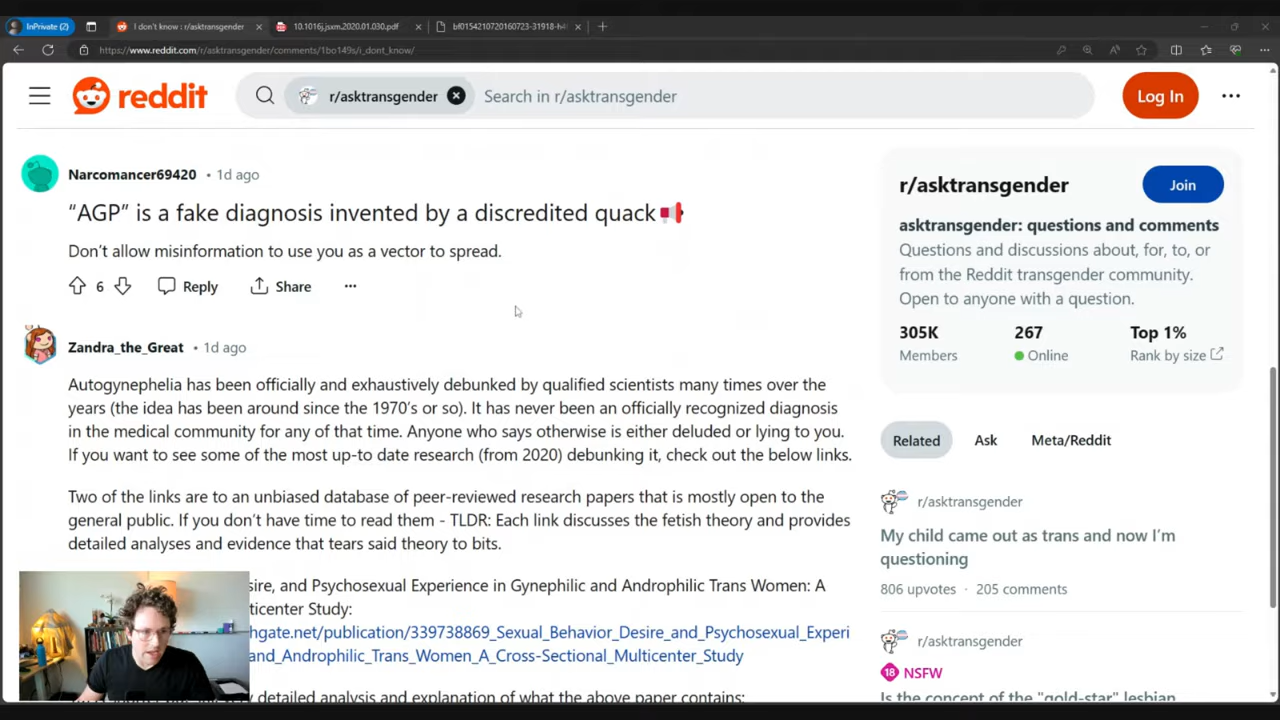 InPrivate (2)
I don't know : r/asktransgender
10.1016j.jsxm.2020.01.030.pdf
https://www.reddit.com/r/asktransgender/comments/1bo149s/i_dont_know/
reddit
r/asktransgender
Search in r/asktransgender
Log In
Narcomancer69420 • 1d ago
“AGP” is a fake diagnosis invented by a discredited quack
Don’t allow misinformation to use you as a vector to spread.
6
Reply
Share
Zandra_the_Great • 1d ago
Autogynephelia has been officially and exhaustively debunked by qualified scientists many times over the
years (the idea has been around since the 1970’s or so). It has never been an officially recognized diagnosis
in the medical community for any of that time. Anyone who says otherwise is either deluded or lying to you.
If you want to see some of the most up-to date research (from 2020) debunking it, check out the below links.
Two of the links are to an unbiased database of peer-reviewed research papers that is mostly open to the
general public. If you don’t have time to read them - TLDR: Each link discusses the fetish theory and provides
detailed analyses and evidence that tears said theory to bits.
sire, and Psychosexual Experience in Gynephilic and Androphilic Trans Women: A
ticenter Study:
hgate.net/publication/339738869_Sexual_Behavior_Desire_and_Psychosexual_Experi
and_Androphilic_Trans_Women_A_Cross-Sectional_Multicenter_Study
detailed analysis and explanation of what the above paper contains:
r/asktransgender
Join
asktransgender: questions and comments
Questions and discussions about, for, to, or
from the Reddit transgender community.
Open to anyone with a question.
305K
Members
267
Online
Top 1%
Rank by size
Related
Ask
Meta/Reddit
r/asktransgender
My child came out as trans and now I’m
questioning
806 upvotes · 205 comments
r/asktransgender
18 NSFW
Is the concept of the "gold-star" lesbian